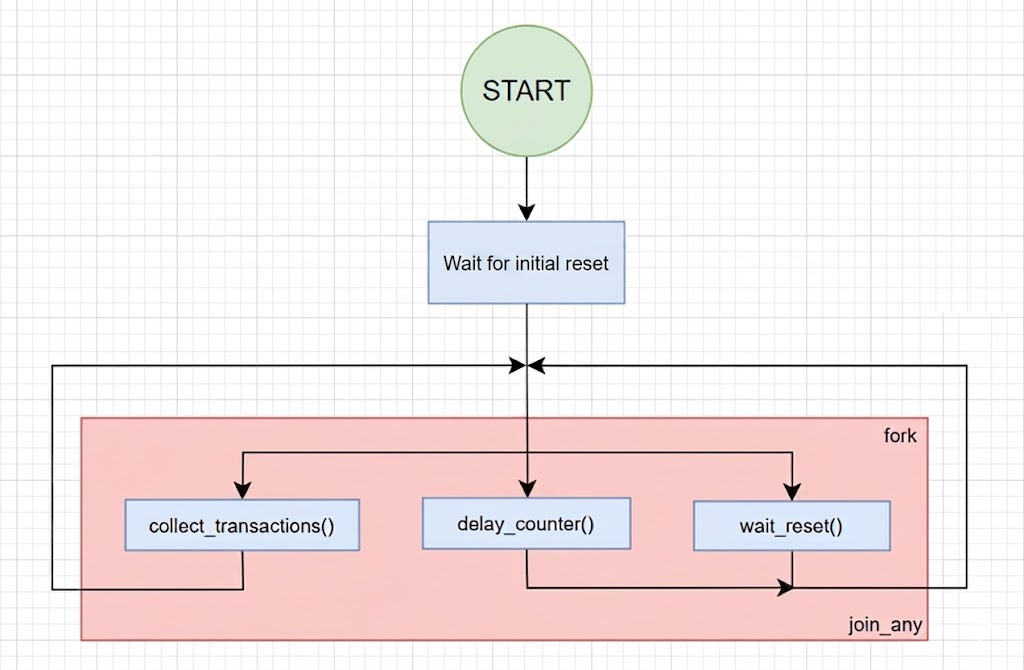 START
Wait for initial reset
fork
collect_transactions()
delay_counter()
wait_reset()
join_any